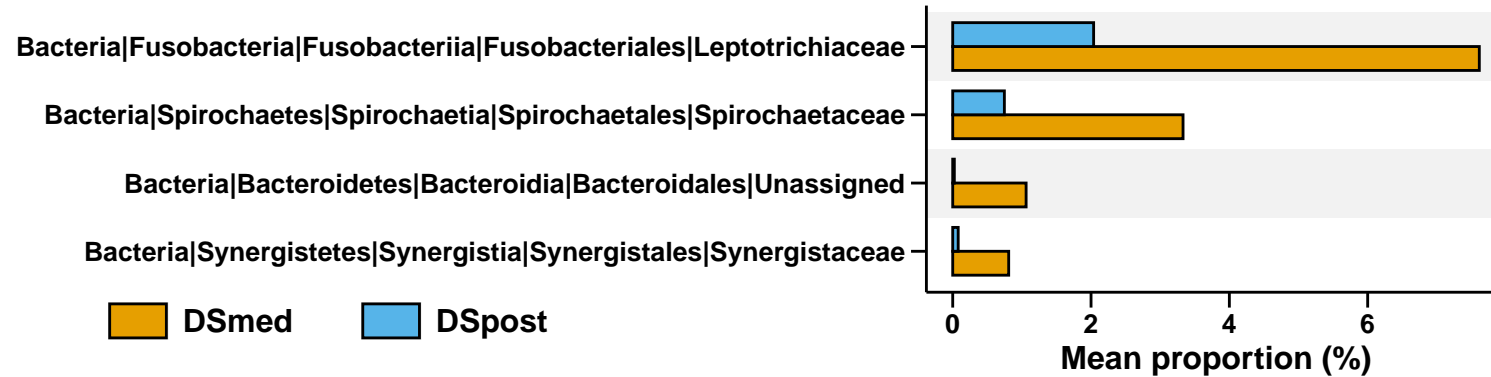 Bacteria|Fusobacteria|Fusobacteriia|Fusobacteriales|Leptotrichiaceae
Bacteria|Spirochaetes|Spirochaetia|Spirochaetales|Spirochaetaceae
Bacteria|Bacteroidetes|Bacteroidia|Bacteroidales|Unassigned
Bacteria|Synergistetes|Synergistia|Synergistales|Synergistaceae
DSmed DSpost
0 2 4 6
Mean proportion (%)